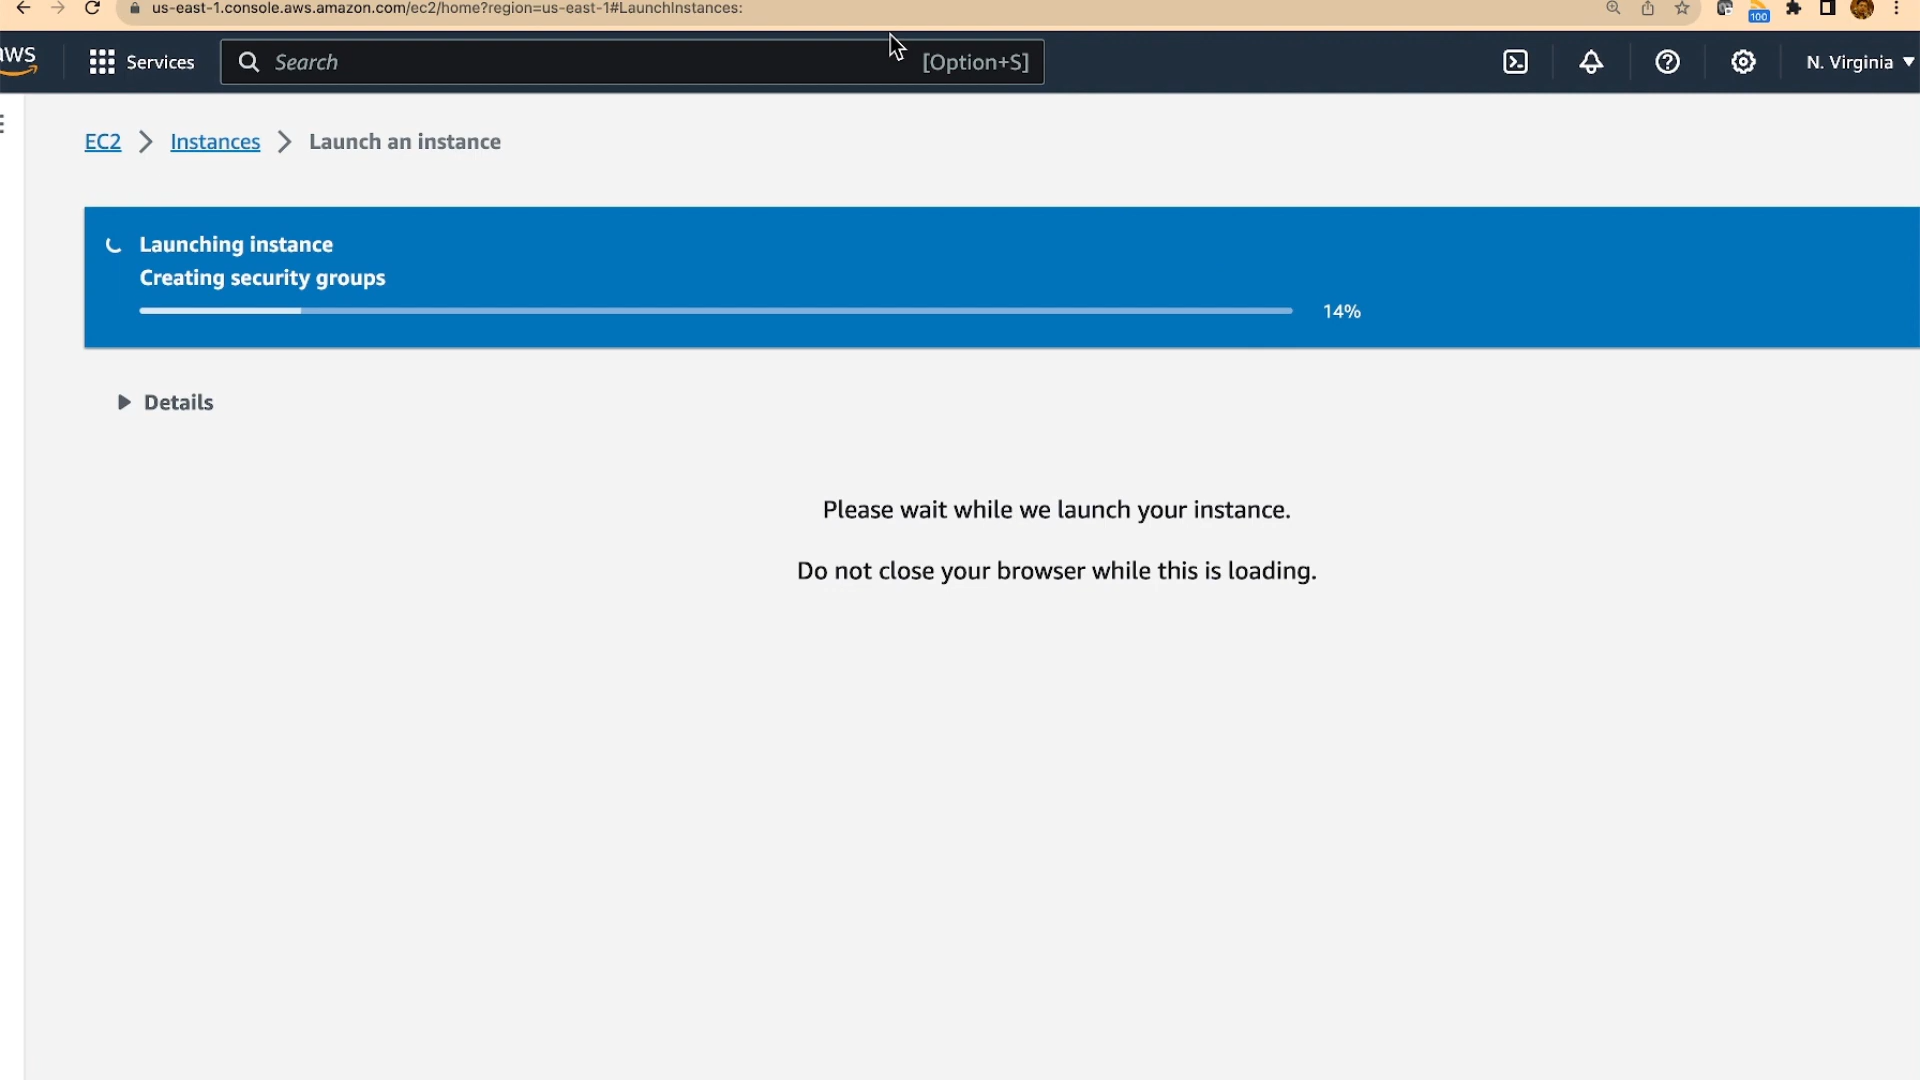 us-east-1.console.aws.amazon.com/ec2/home?region=us-east-1#LaunchInstances:
100
aws
Services
Search
[Option+S]
N. Virginia
EC2 > Instances > Launch an instance
Launching instance
Creating security groups
14%
Details
Please wait while we launch your instance.
Do not close your browser while this is loading.